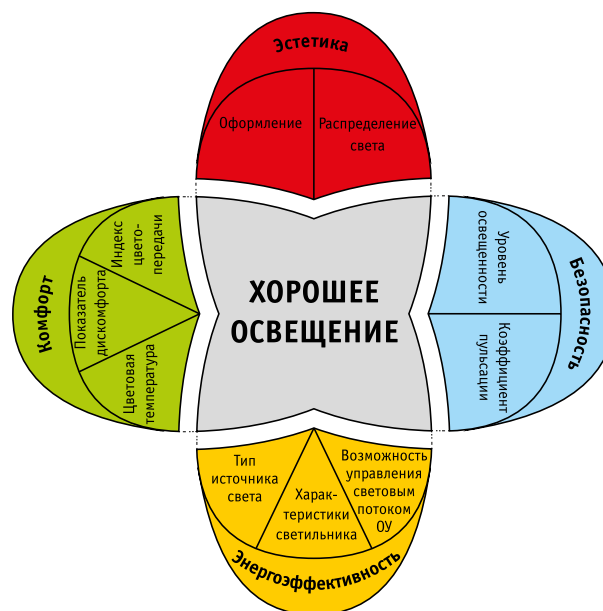 Эстетика
Оформление
Распределение
света
Комфорт
Индекс
цвето-
передачи
Показатель
дискомфорта
Цветовая
температура
ХОРОШЕЕ
ОСВЕЩЕНИЕ
Уровень
освещенности
Коэффициент
пульсации
Безопасность
Тип
источника
света
Харак-
теристики
светильника
Возможность
управления
световым
потоком
ОУ
Энергоэффективность